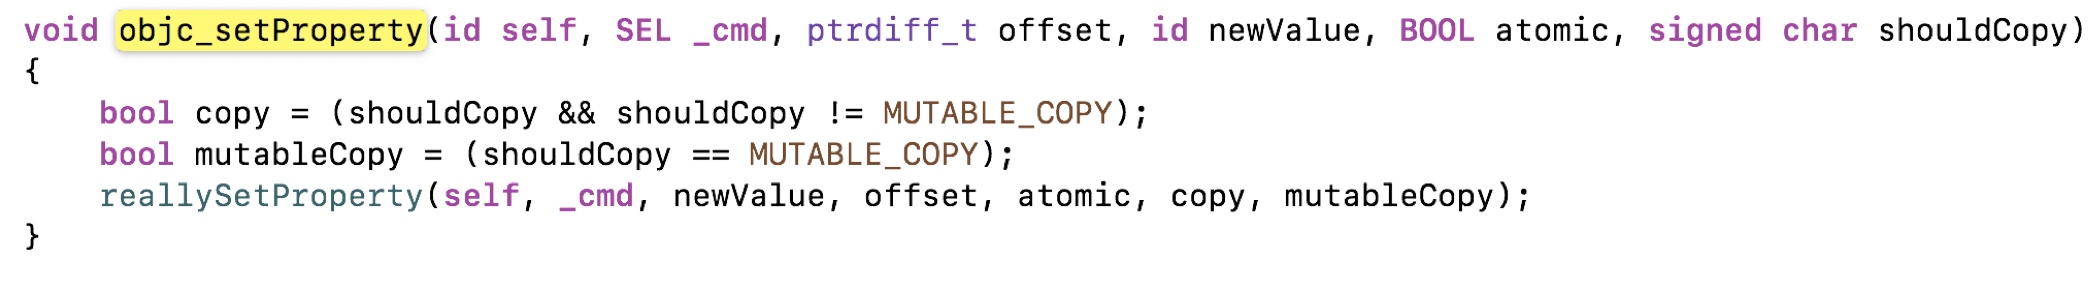 void objc_setProperty(id self, SEL _cmd, ptrdiff_t offset, id newValue, BOOL atomic, signed char shouldCopy)
{
    bool copy = (shouldCopy && shouldCopy != MUTABLE_COPY);
    bool mutableCopy = (shouldCopy == MUTABLE_COPY);
    reallySetProperty(self, _cmd, newValue, offset, atomic, copy, mutableCopy);
}